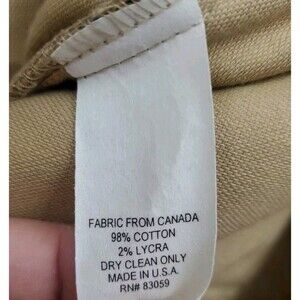 FABRIC FROM CANADA
98% COTTON
2% LYCRA
DRY CLEAN ONLY
MADE IN U.S.A.
RN# 83059